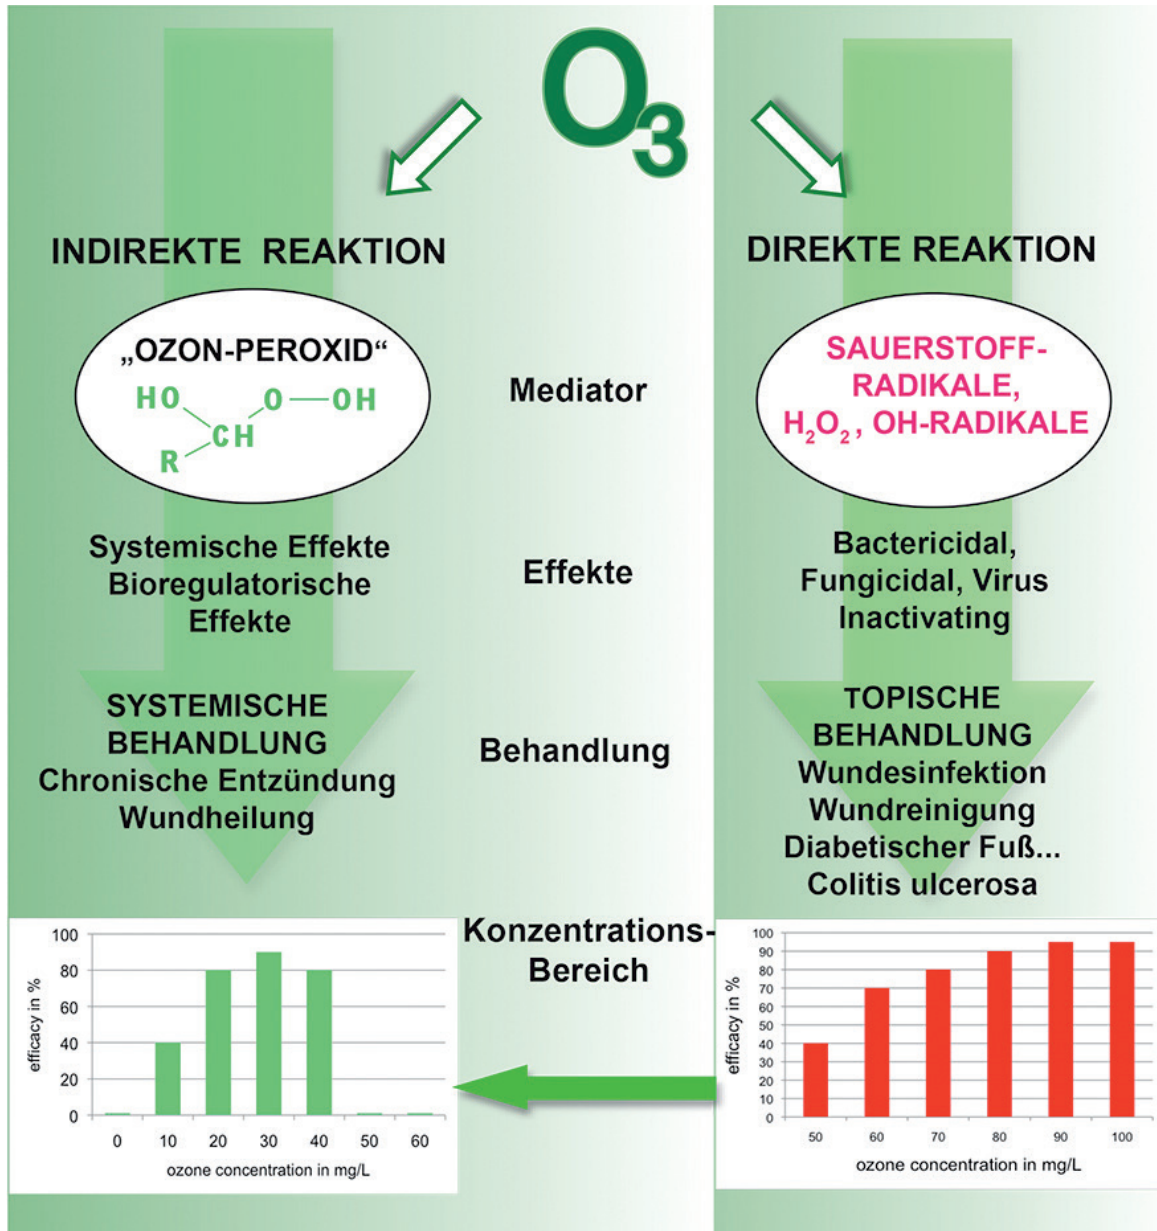 O3
INDIREKTE REAKTION
„OZON-PEROXID“
HO
O — OH
CH
R
Systemische Effekte
Bioregulatorische
Effekte
SYSTEMISCHE
BEHANDLUNG
Chronische Entzündung
Wundheilung
Mediator
Effekte
Behandlung
Konzentrations-
Bereich
DIREKTE REAKTION
SAUERSTOFF-
RADIKALE,
H2O2 , OH-RADIKALE
Bactericidal,
Fungicidal, Virus
Inactivating
TOPISCHE
BEHANDLUNG
Wundesinfektion
Wundreinigung
Diabetischer Fuß...
Colitis ulcerosa
efficacy in %
100
80
60
40
20
0
0 10 20 30 40 50 60
ozone concentration in mg/L
efficacy in %
100
90
80
70
60
50
40
30
20
10
0
50 60 70 80 90 100
ozone concentration in mg/L